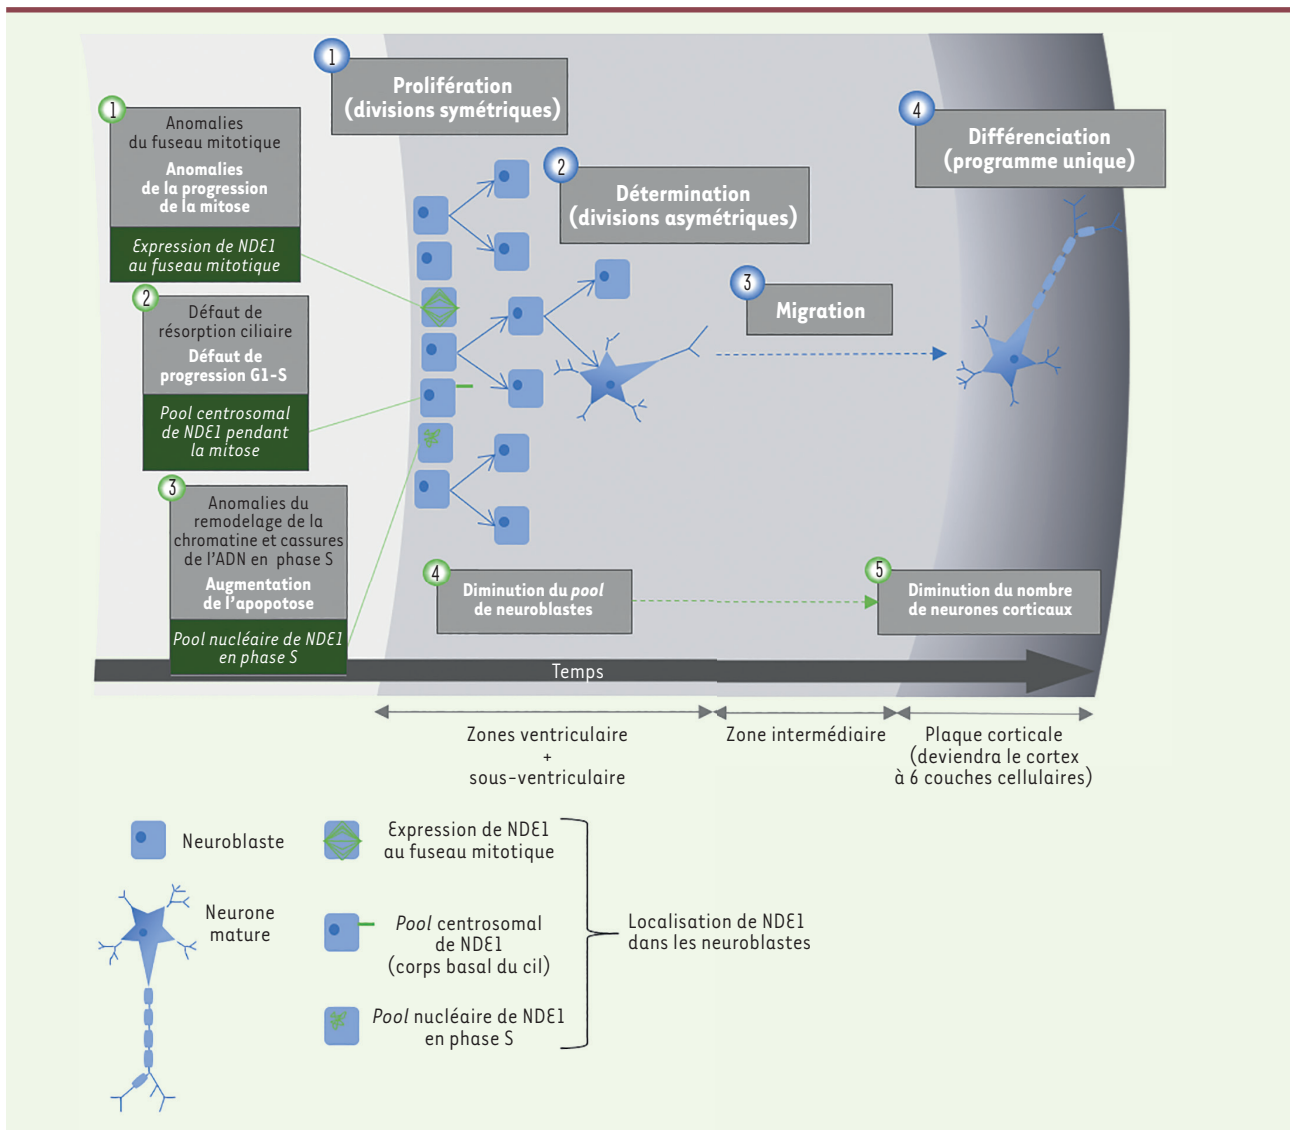 1
Prolifération
(divisions symétriques)
1
Anomalies
du fuseau mitotique
Anomalies
de la progression
de la mitose
Expression de NDE1
au fuseau mitotique
2
Détermination
(divisions asymétriques)
4
Différenciation
(programme unique)
3
Migration
2
Défaut de
résorption ciliaire
Défaut de
progression G1-S
Pool centrosomal
de NDE1 pendant
la mitose
3
Anomalies du
remodelage de la
chromatine et cassures
de l'ADN en phase S
Augmentation
de l'apopotose
Pool nucléaire de NDE1
en phase S
4
Diminution du pool
de neuroblastes
5
Diminution du nombre
de neurones corticaux
Temps
Zones ventriculaire
+
sous-ventriculaire
Zone intermédiaire
Plaque corticale
(deviendra le cortex
à 6 couches cellulaires)
Neuroblaste
Expression de NDE1
au fuseau mitotique
Neurone
mature
Pool centrosomal
de NDE1
(corps basal du cil)
Localisation de NDE1
dans les neuroblastes
Pool nucléaire de NDE1
en phase S